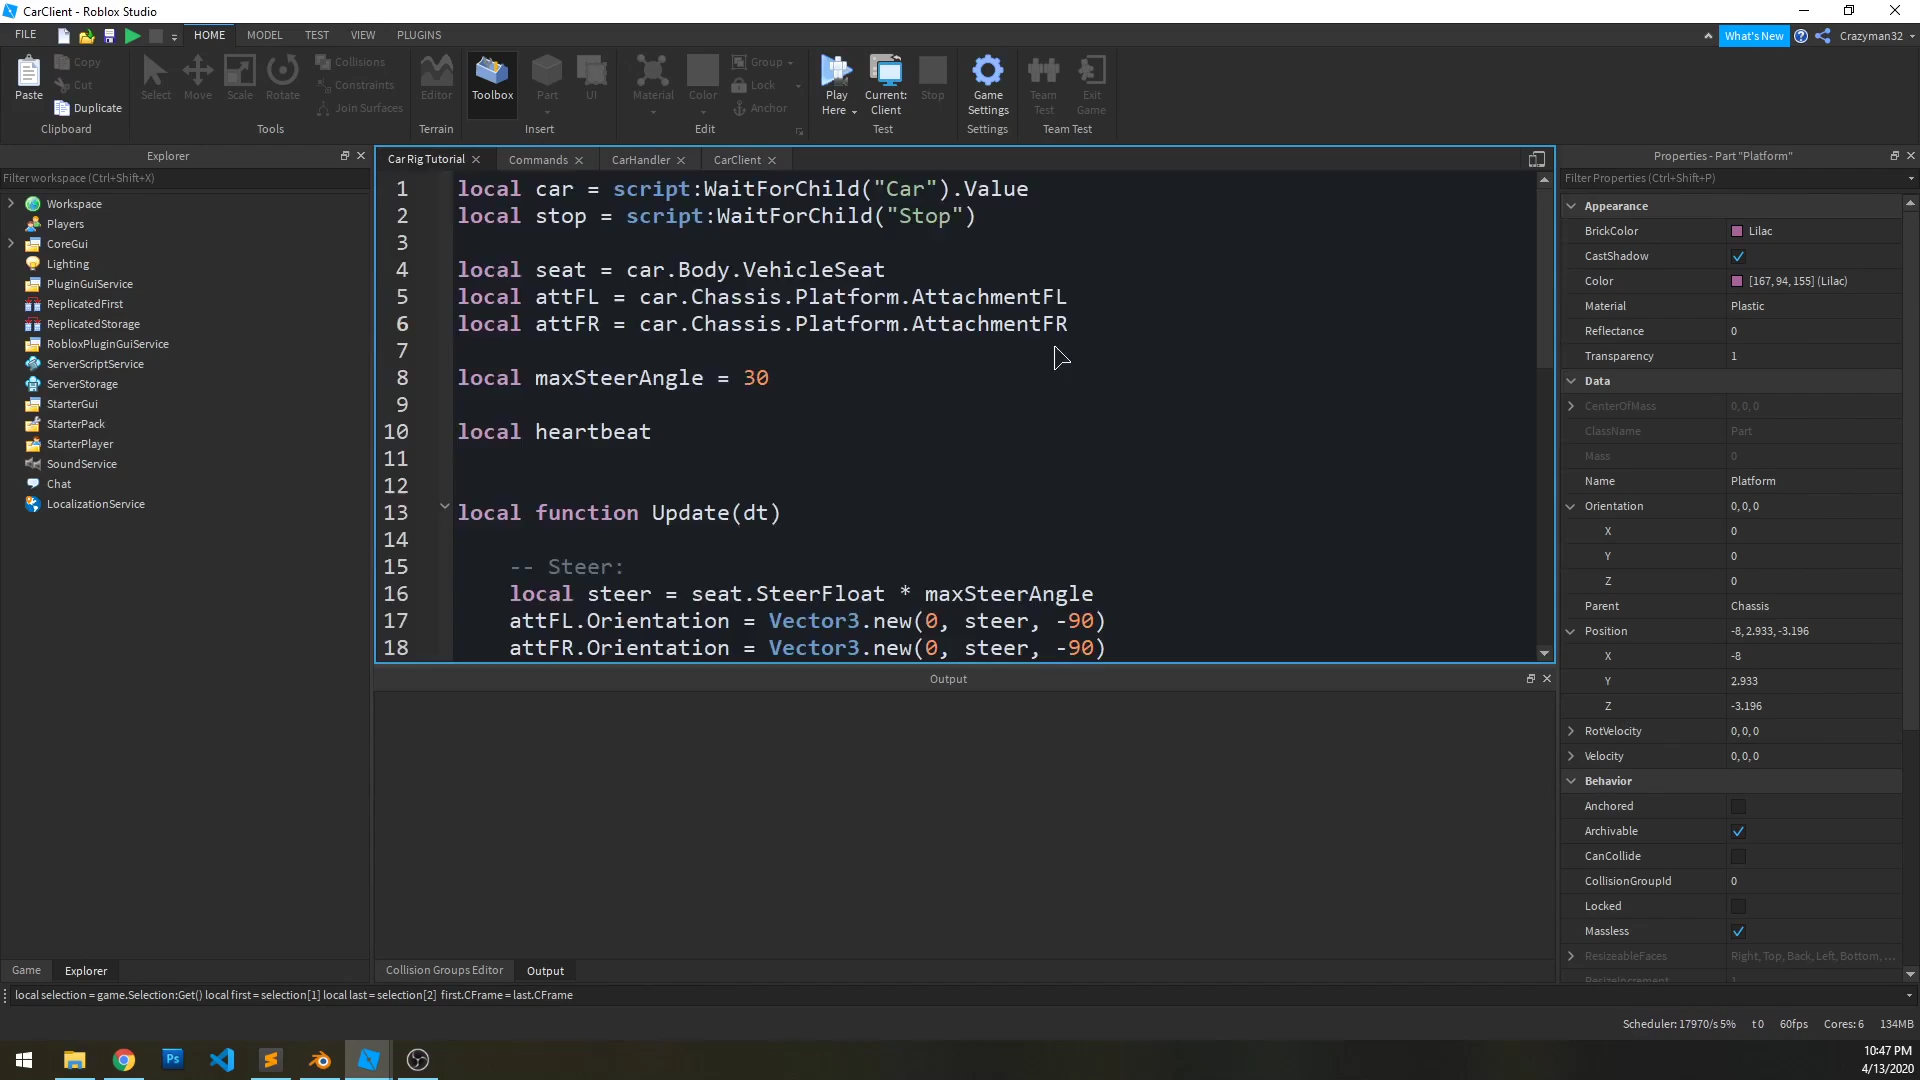 CarClient - Roblox Studio
FILE
HOME
MODEL
TEST
VIEW
PLUGINS
What's New
Crazyman32
Paste
Copy
Cut
Duplicate
Clipboard
Select
Move
Scale
Rotate
Collisions
Constraints
Join Surfaces
Tools
Editor
Terrain
Toolbox
Part
UI
Insert
Material
Color
Group
Lock
Anchor
Edit
Play
Here
Current:
Client
Stop
Test
Game
Settings
Settings
Team
Test
Exit
Game
Team Test
Explorer
Filter workspace (Ctrl+Shift+X)
Workspace
Players
CoreGui
Lighting
PluginGuiService
ReplicatedFirst
ReplicatedStorage
RobloxPluginGuiService
ServerScriptService
ServerStorage
StarterGui
StarterPack
StarterPlayer
SoundService
Chat
LocalizationService
Game
Explorer
Car Rig Tutorial
Commands
CarHandler
CarClient
1 local car = script:WaitForChild("Car").Value
2 local stop = script:WaitForChild("Stop")
3
4 local seat = car.Body.VehicleSeat
5 local attFL = car.Chassis.Platform.AttachmentFL
6 local attFR = car.Chassis.Platform.AttachmentFR
7
8 local maxSteerAngle = 30
9
10 local heartbeat
11
12
13 local function Update(dt)
14
15 -- Steer:
16 local steer = seat.SteerFloat * maxSteerAngle
17 attFL.Orientation = Vector3.new(0, steer, -90)
18 attFR.Orientation = Vector3.new(0, steer, -90)
Output
Collision Groups Editor
Output
Properties - Part "Platform"
Filter Properties (Ctrl+Shift+P)
Appearance
BrickColor Lilac
CastShadow
Color [167, 94, 155] (Lilac)
Material Plastic
Reflectance 0
Transparency 1
Data
CenterOfMass 0, 0, 0
ClassName Part
Mass 0
Name Platform
Orientation 0, 0, 0
X 0
Y 0
Z 0
Parent Chassis
Position -8, 2.933, -3.196
X -8
Y 2.933
Z -3.196
RotVelocity 0, 0, 0
Velocity 0, 0, 0
Behavior
Anchored
Archivable
CanCollide
CollisionGroupId 0
Locked
Massless
ResizeableFaces Right, Top, Back, Left, Bottom, ...
ResizeIncrement 1
local selection = game.Selection:Get() local first = selection[1] local last = selection[2] first.CFrame = last.CFrame
Scheduler: 17970/s 5% t 0 60fps Cores: 6 134MB
Ps
10:47 PM
4/13/2020